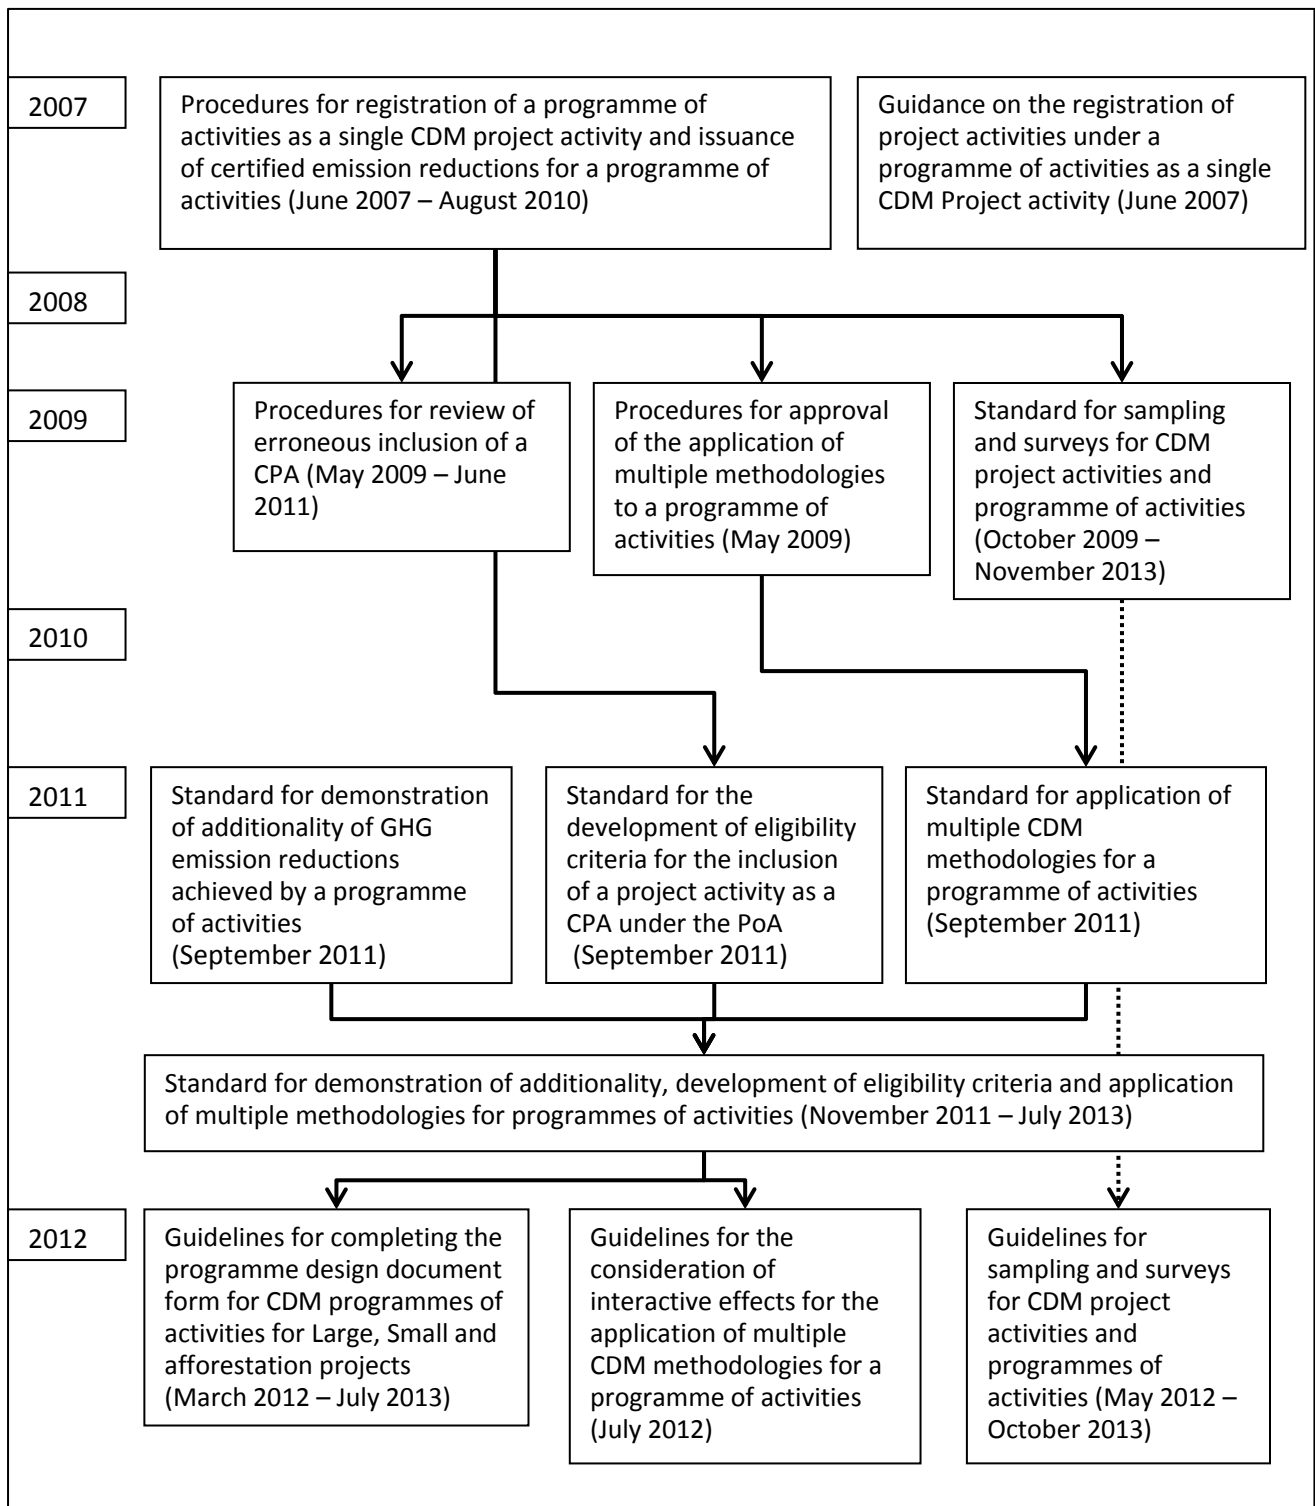 2007
Procedures for registration of a programme of
activities as a single CDM project activity and issuance
of certified emission reductions for a programme of
activities (June 2007 – August 2010)
Guidance on the registration of
project activities under a
programme of activities as a single
CDM Project activity (June 2007)
2008
2009
Procedures for review of
erroneous inclusion of a
CPA (May 2009 – June
2011)
Procedures for approval
of the application of
multiple methodologies
to a programme of
activities (May 2009)
Standard for sampling
and surveys for CDM
project activities and
programme of activities
(October 2009 –
November 2013)
2010
2011
Standard for demonstration
of additionality of GHG
emission reductions
achieved by a programme
of activities
(September 2011)
Standard for the
development of eligibility
criteria for the inclusion
of a project activity as a
CPA under the PoA
(September 2011)
Standard for application of
multiple CDM
methodologies for a
programme of activities
(September 2011)
Standard for demonstration of additionality, development of eligibility criteria and application
of multiple methodologies for programmes of activities (November 2011 – July 2013)
2012
Guidelines for completing the
programme design document
form for CDM programmes of
activities for Large, Small and
afforestation projects
(March 2012 – July 2013)
Guidelines for the
consideration of
interactive effects for the
application of multiple
CDM methodologies for a
programme of activities
(July 2012)
Guidelines for
sampling and surveys
for CDM project
activities and
programmes of
activities (May 2012 –
October 2013)